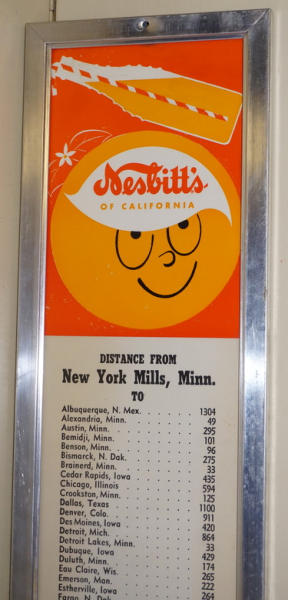 Nesbitt's
OF CALIFORNIA
DISTANCE FROM
New York Mills, Minn.
TO
Albuquerque, N. Mex. . . . . . . 1304
Alexandria, Minn. . . . . . . . 49
Austin, Minn. . . . . . . . . 295
Bemidji, Minn. . . . . . . . . 101
Benson, Minn. . . . . . . . . 96
Bismarck, N. Dak. . . . . . . . 275
Brainerd, Minn. . . . . . . . . 33
Cedar Rapids, Iowa . . . . . . . 435
Chicago, Illinois . . . . . . . . 594
Crookston, Minn. . . . . . . . 125
Dallas, Texas . . . . . . . . . 1100
Denver, Colo. . . . . . . . . 911
Des Moines, Iowa . . . . . . . 420
Detroit, Mich. . . . . . . . . 864
Detroit Lakes, Minn. . . . . . . 33
Dubuque, Iowa . . . . . . . . 429
Duluth, Minn. . . . . . . . . 174
Eau Claire, Wis. . . . . . . . . 265
Emerson, Man. . . . . . . . . 222
Estherville, Iowa . . . . . . . . 264
Fargo, N. Dak.